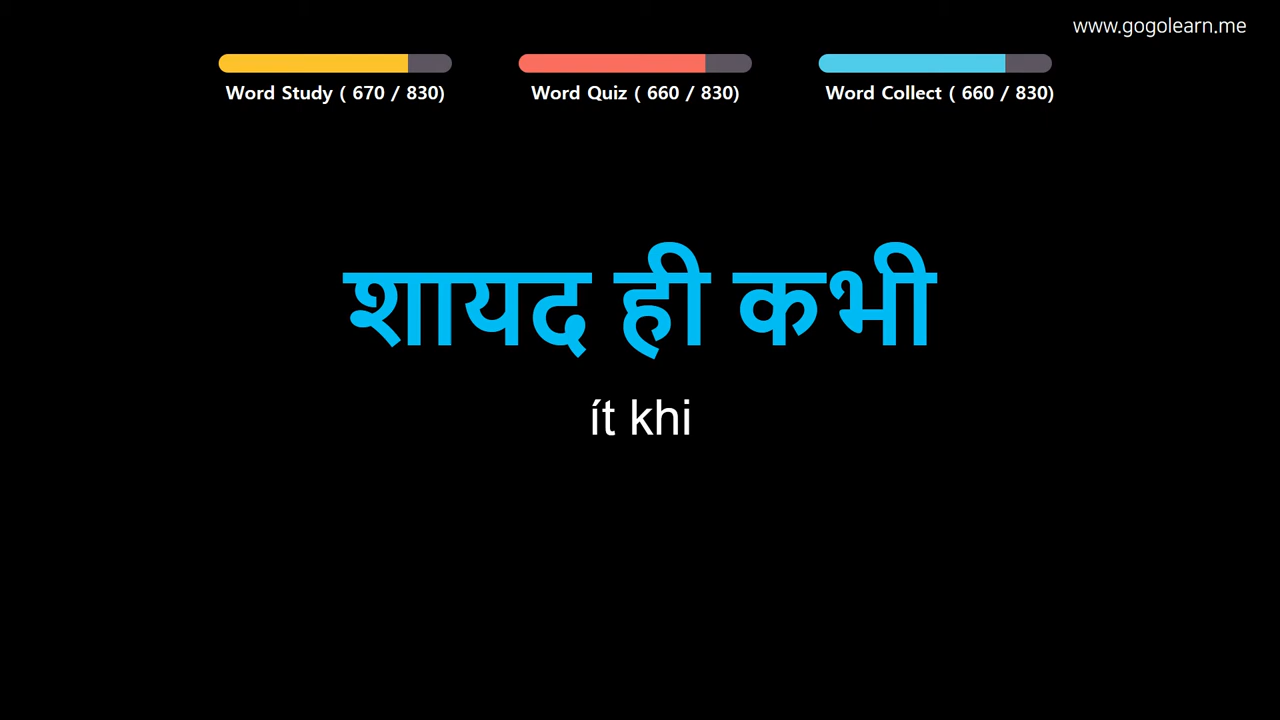 www.gogolearn.me
Word Study ( 670 / 830)
Word Quiz ( 660 / 830)
Word Collect ( 660 / 830)
शायद ही कभी
ít khi